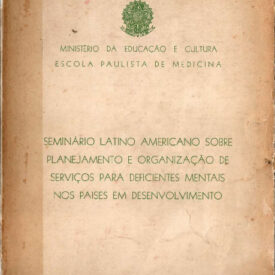 MINISTÉRIO DA EDUCAÇÃO E CULTURA
ESCOLA PAULISTA DE MEDICINA
SEMINÁRIO LATINO AMERICANO SOBRE
PLANEJAMENTO E ORGANIZAÇÃO DE
SERVIÇOS PARA DEFICIENTES MENTAIS
NOS PAISES EM DESENVOLVIMENTO